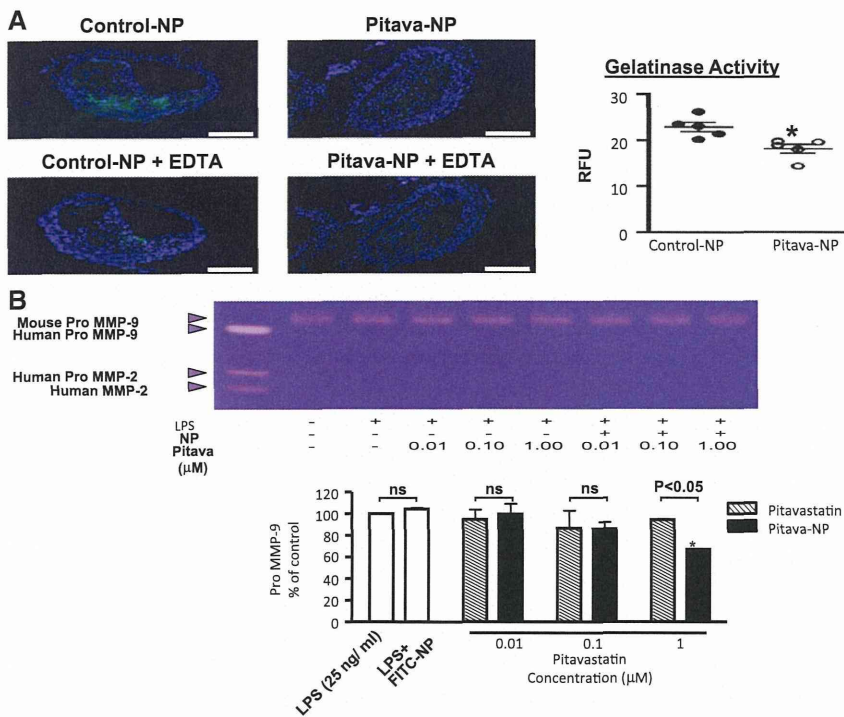 A
Control-NP
Pitava-NP
Control-NP + EDTA
Pitava-NP + EDTA
Gelatinase Activity
30
20
10
0
RFU
*
Control-NP
Pitava-NP
B
Mouse Pro MMP-9
Human Pro MMP-9
Human Pro MMP-2
Human MMP-2
LPS - + + + + + + +
NP - - - - - + + +
Pitava - - 0.01 0.10 1.00 0.01 0.10 1.00
(μM)
Pro MMP-9
% of control
120
100
80
60
40
20
0
ns
ns
ns
P<0.05
*
Pitavastatin
Pitava-NP
LPS (25 ng/ ml)
LPS+
FITC-NP
0.01
0.1
1
Pitavastatin
Concentration (μM)